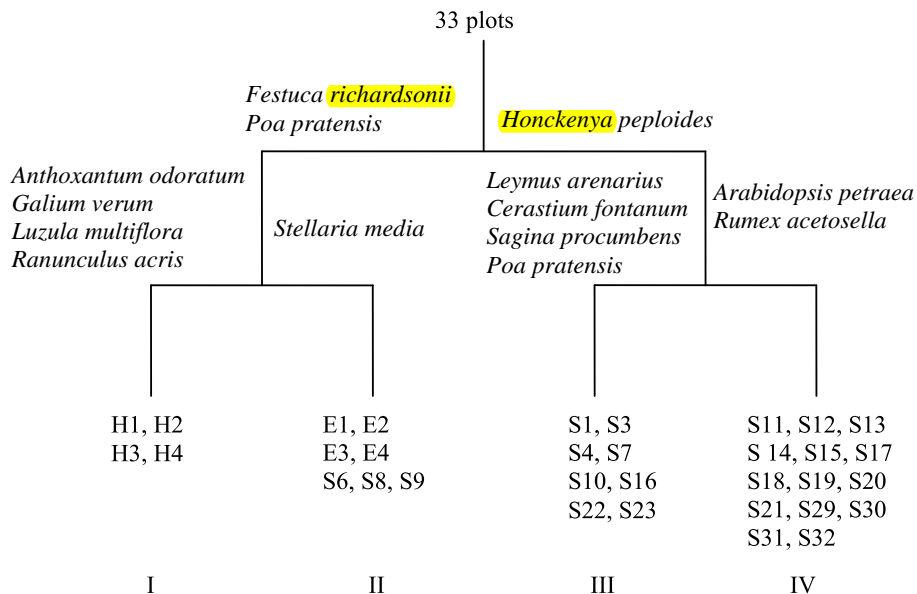 33 plots
Festuca richardsonii
Poa pratensis
Honckenya peploides
Anthoxantum odoratum
Galium verum
Luzula multiflora
Ranunculus acris
Stellaria media
Leymus arenarius
Cerastium fontanum
Sagina procumbens
Poa pratensis
Arabidopsis petraea
Rumex acetosella
H1, H2
H3, H4
E1, E2
E3, E4
S6, S8, S9
S1, S3
S4, S7
S10, S16
S22, S23
S11, S12, S13
S 14, S15, S17
S18, S19, S20
S21, S29, S30
S31, S32
I
II
III
IV